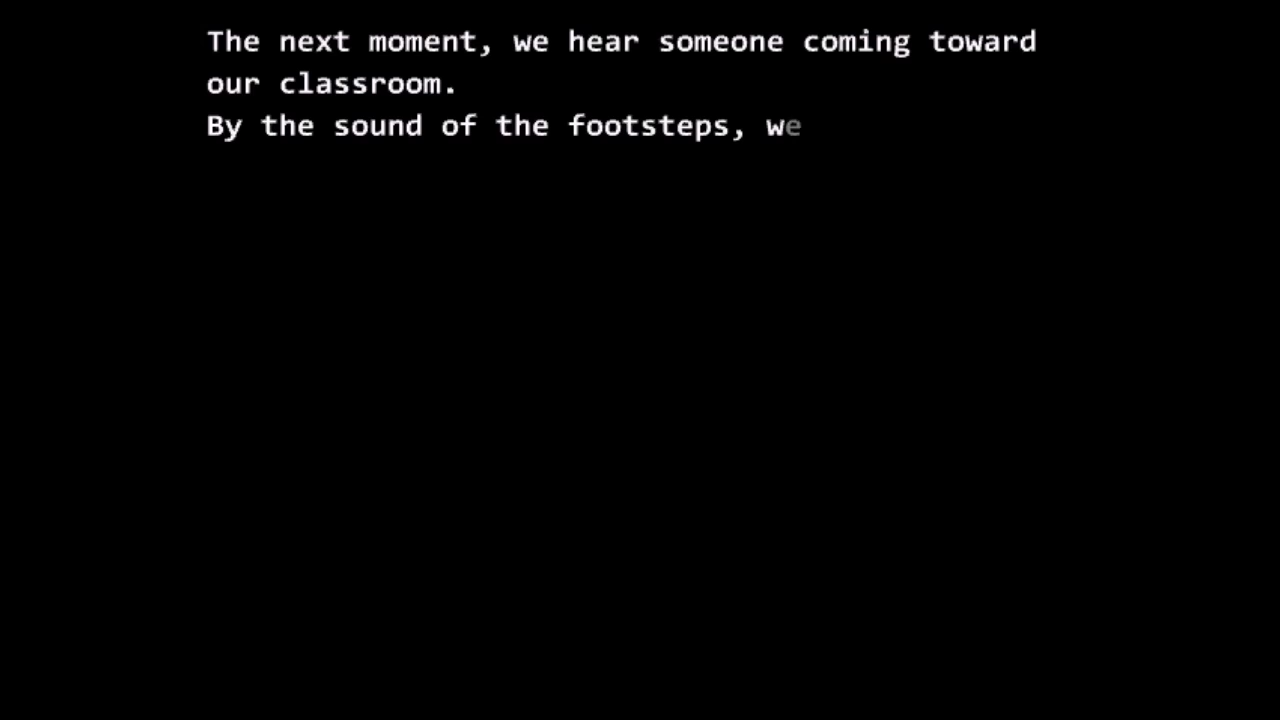 The next moment, we hear someone coming toward
our classroom.
By the sound of the footsteps, we